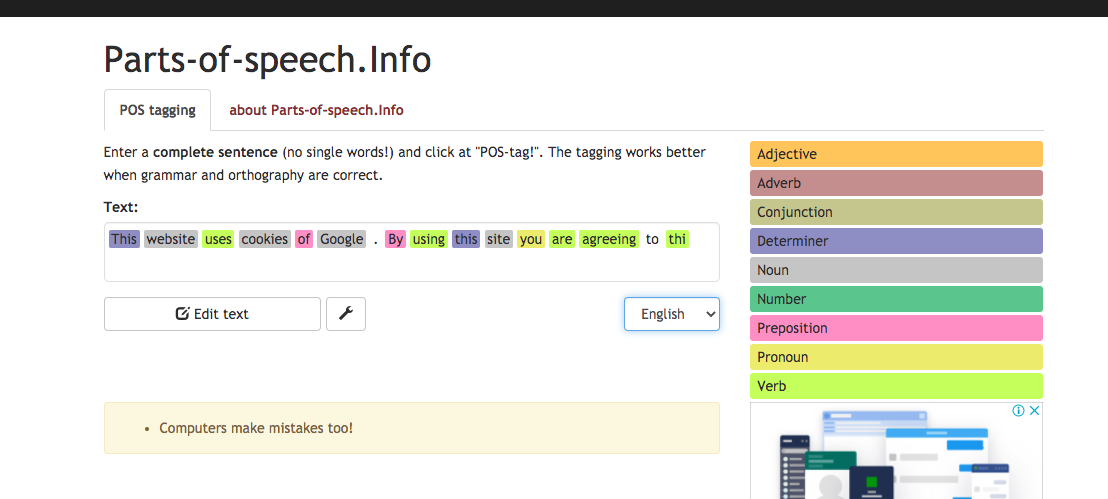 Parts-of-speech.Info
POS tagging
about Parts-of-speech.Info
Enter a complete sentence (no single words!) and click at "POS-tag!". The tagging works better
when grammar and orthography are correct.
Text:
This website uses cookies of Google . By using this site you are agreeing to thi
Edit text
English
Computers make mistakes too!
Adjective
Adverb
Conjunction
Determiner
Noun
Number
Preposition
Pronoun
Verb